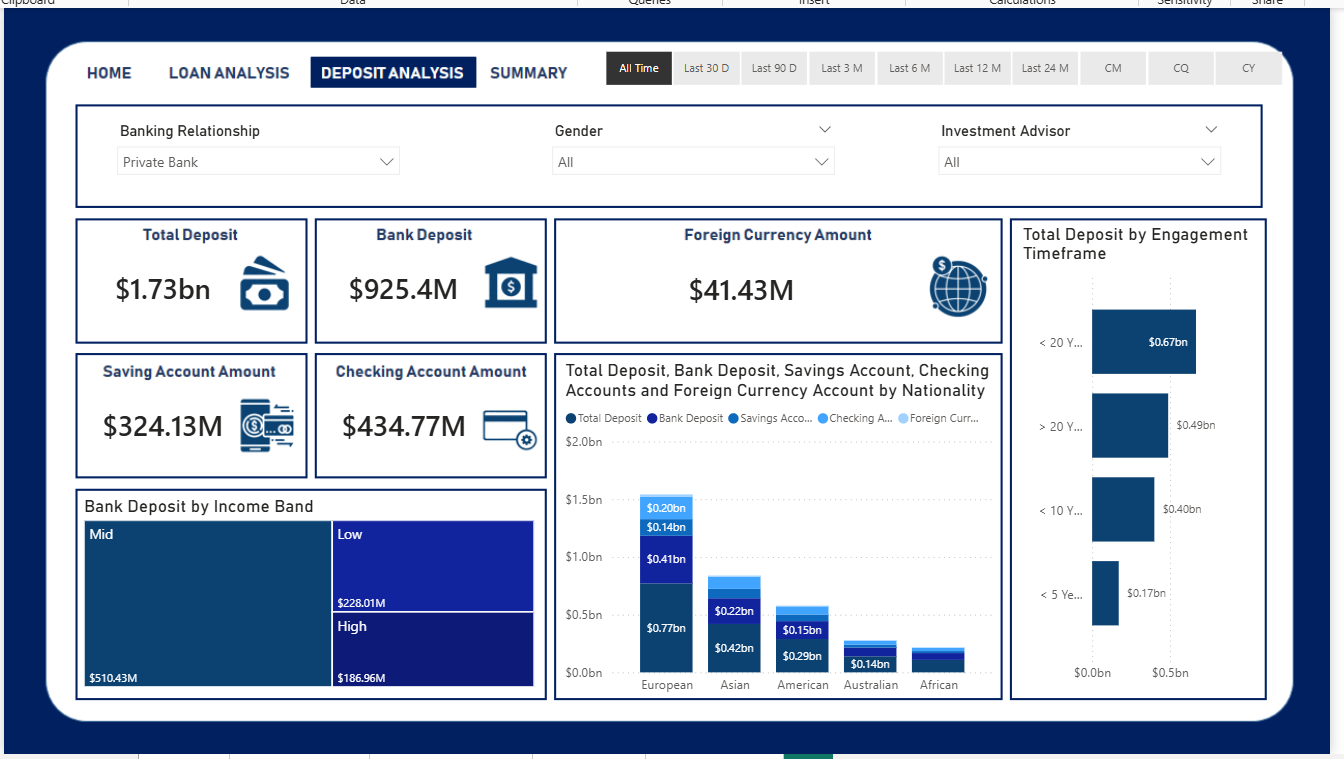 Clipboard
Data
Queries
Insert
Calculations
Sensitivity
Share
HOME
LOAN ANALYSIS
DEPOSIT ANALYSIS
SUMMARY
All Time
Last 30 D
Last 90 D
Last 3 M
Last 6 M
Last 12 M
Last 24 M
CM
CQ
CY
Banking Relationship
Private Bank
Gender
All
Investment Advisor
All
Total Deposit
$1.73bn
Bank Deposit
$925.4M
Foreign Currency Amount
$41.43M
Saving Account Amount
$324.13M
Checking Account Amount
$434.77M
Bank Deposit by Income Band
Mid
$510.43M
Low
$228.01M
High
$186.96M
Total Deposit, Bank Deposit, Savings Account, Checking
Accounts and Foreign Currency Account by Nationality
Total Deposit Bank Deposit Savings Acco... Checking A... Foreign Curr...
$2.0bn
$1.5bn
$1.0bn
$0.5bn
$0.0bn
$0.20bn
$0.14bn
$0.41bn
$0.77bn
$0.22bn
$0.42bn
$0.15bn
$0.29bn
$0.14bn
European
Asian
American
Australian
African
Total Deposit by Engagement
Timeframe
< 20 Y...
$0.67bn
> 20 Y...
$0.49bn
< 10 Y...
$0.40bn
< 5 Ye...
$0.17bn
$0.0bn
$0.5bn